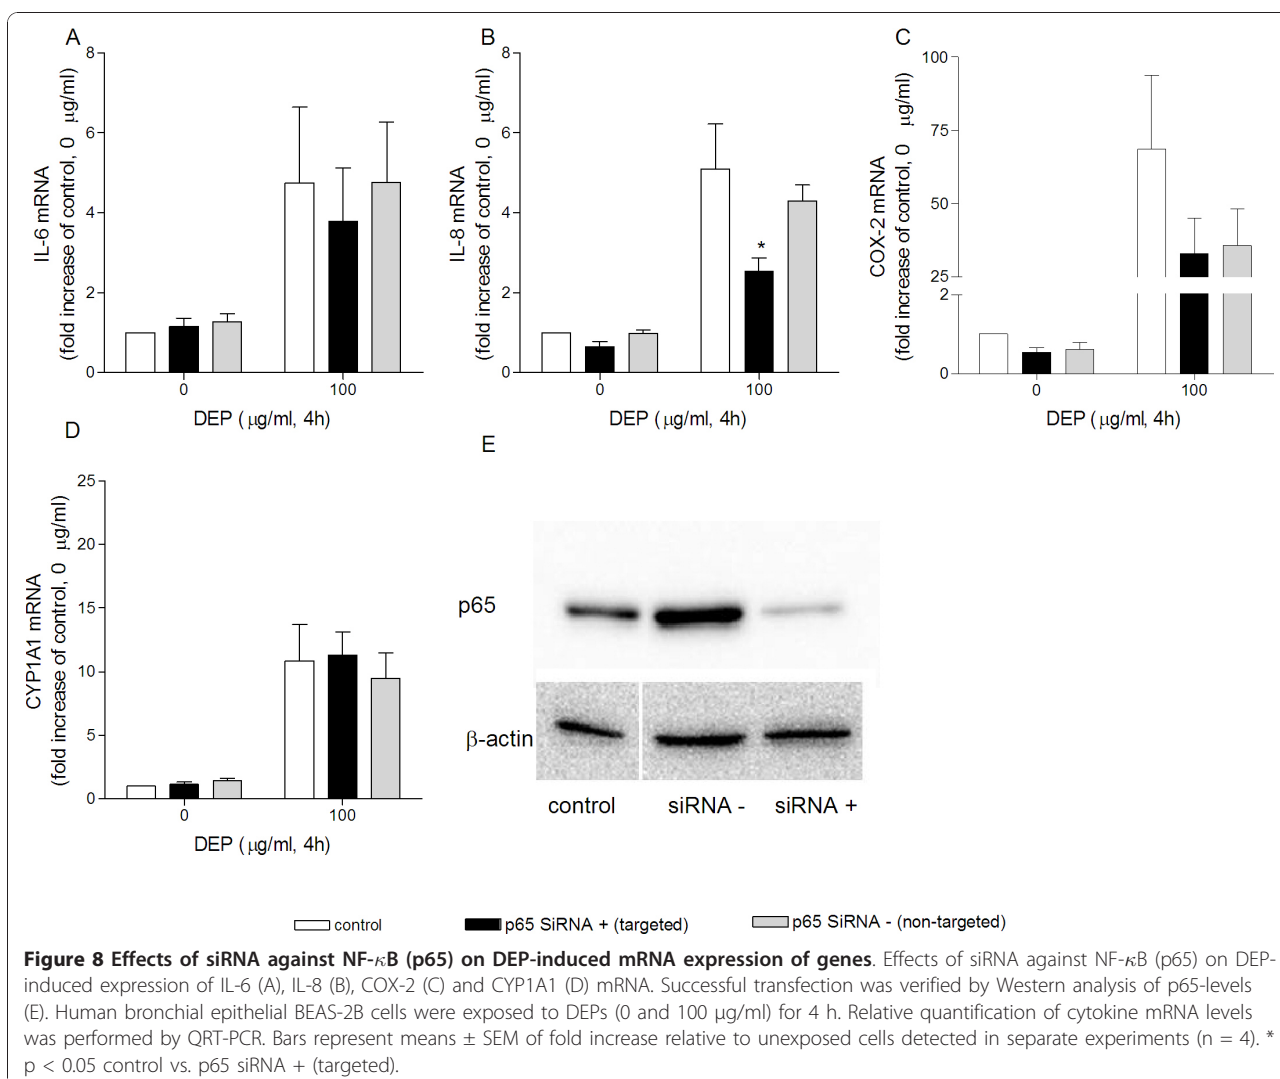 A
IL-6 mRNA
(fold increase of control, 0 μg/ml)
8
6
4
2
0
0
100
DEP ( μg/ml, 4h)
B
IL-8 mRNA
(fold increase of control, 0 μg/ml)
8
6
4
2
0
*
0
100
DEP ( μg/ml, 4h)
C
COX-2 mRNA
(fold increase of control, 0 μg/ml)
100
75
50
25
2
0
0
100
DEP ( μg/ml, 4h)
D
CYP1A1 mRNA
(fold increase of control, 0 μg/ml)
25
20
15
10
5
0
0
100
DEP ( μg/ml, 4h)
E
p65
β-actin
control siRNA - siRNA +
control p65 SiRNA + (targeted) p65 SiRNA - (non-targeted)
Figure 8 Effects of siRNA against NF-κB (p65) on DEP-induced mRNA expression of genes. Effects of siRNA against NF-κB (p65) on DEP-
induced expression of IL-6 (A), IL-8 (B), COX-2 (C) and CYP1A1 (D) mRNA. Successful transfection was verified by Western analysis of p65-levels
(E). Human bronchial epithelial BEAS-2B cells were exposed to DEPs (0 and 100 μg/ml) for 4 h. Relative quantification of cytokine mRNA levels
was performed by QRT-PCR. Bars represent means ± SEM of fold increase relative to unexposed cells detected in separate experiments (n = 4). *
p < 0.05 control vs. p65 siRNA + (targeted).